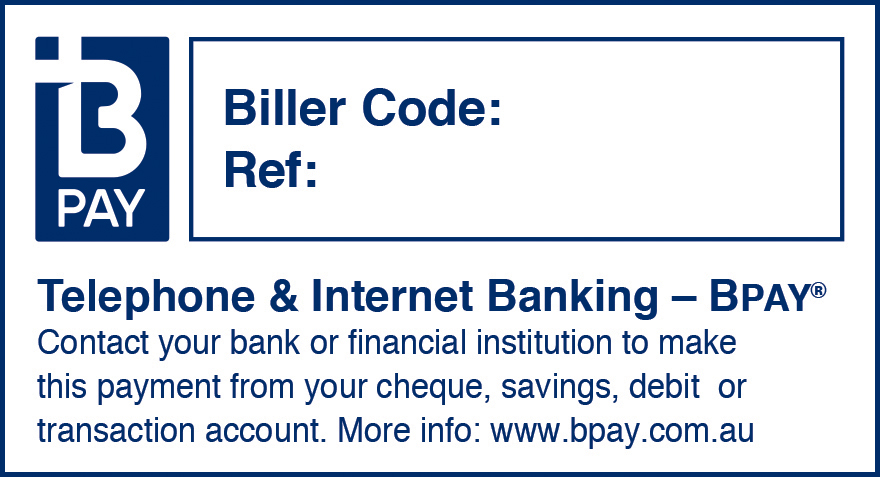 B
PAY
Biller Code:
Ref:
Telephone & Internet Banking – BPAY®
Contact your bank or financial institution to make
this payment from your cheque, savings, debit  or
transaction account. More info: www.bpay.com.au